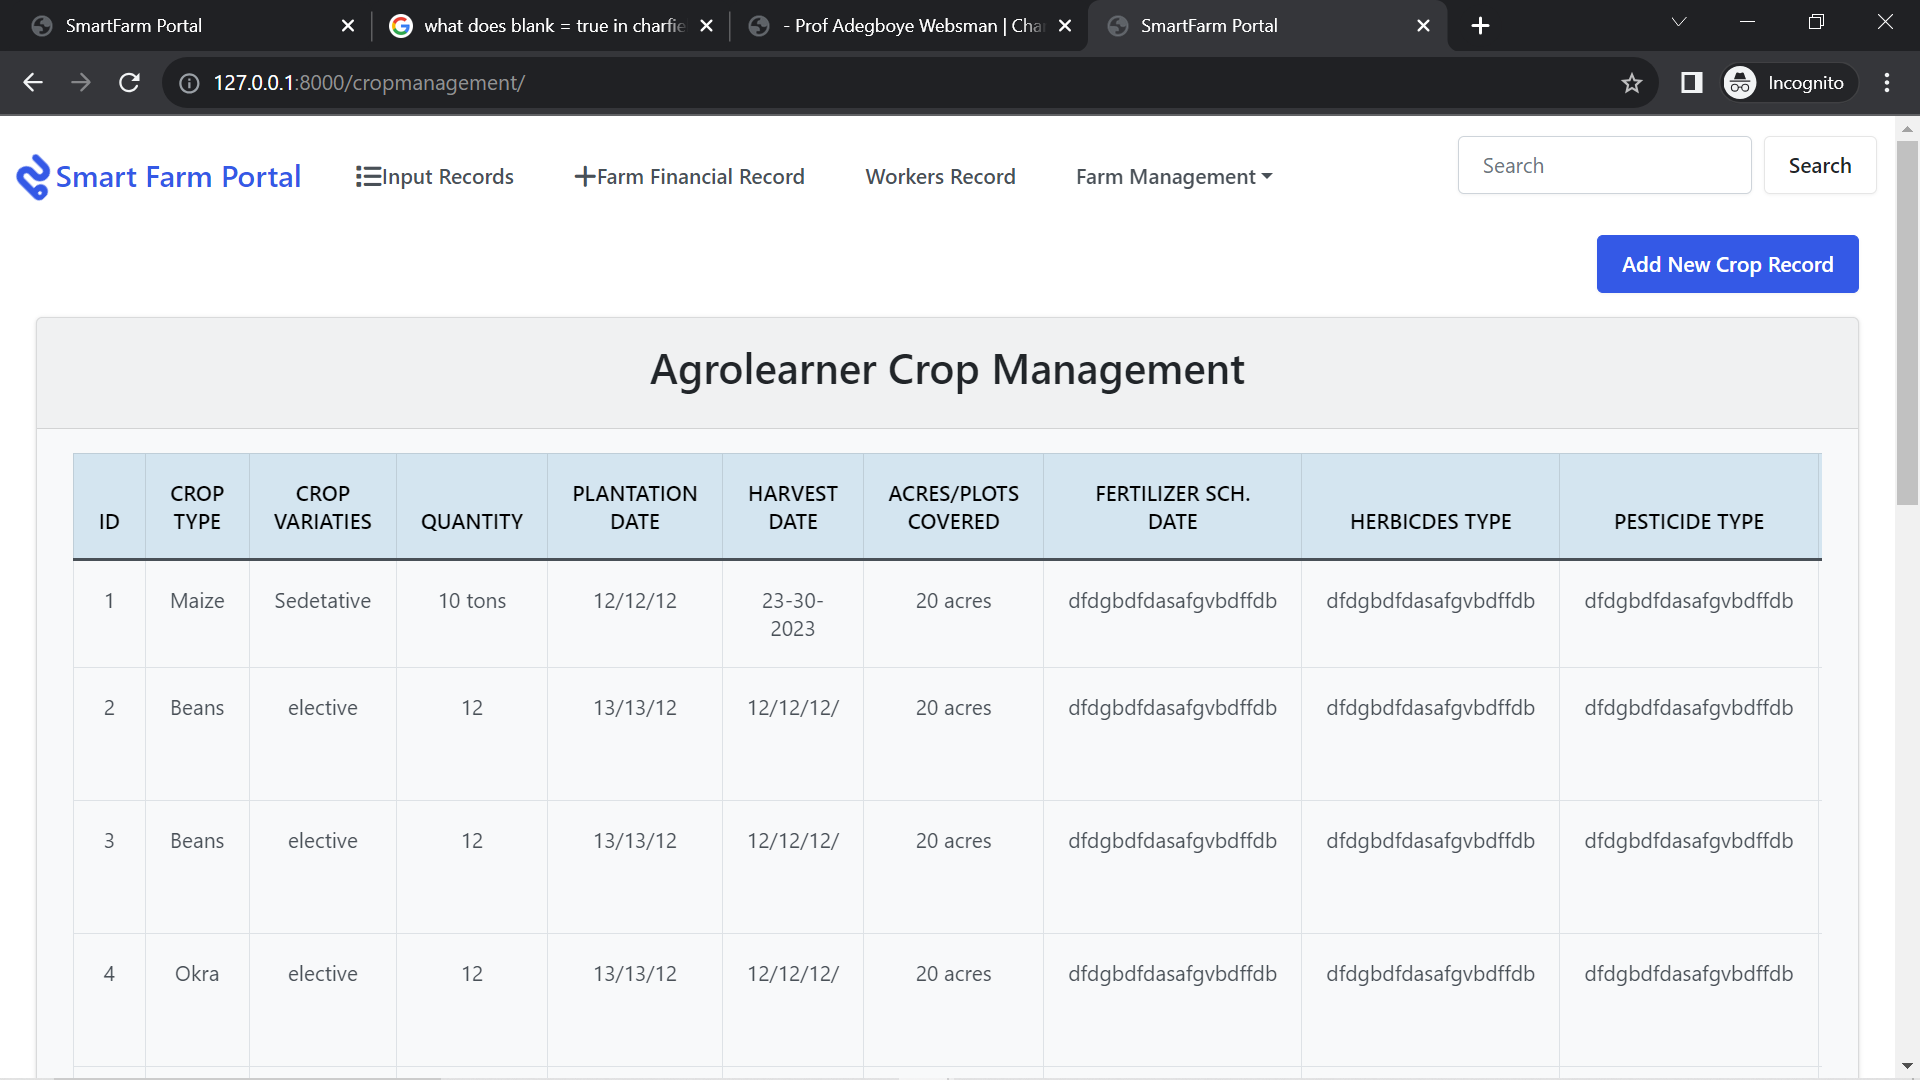 SmartFarm Portal
what does blank = true in charfie
- Prof Adegboye Websman | Cha
SmartFarm Portal
127.0.0.1:8000/cropmanagement/
Incognito
Smart Farm Portal
Input Records
Farm Financial Record
Workers Record
Farm Management
Search
Search
Add New Crop Record
Agrolearner Crop Management
ID
CROP TYPE
CROP VARIATIES
QUANTITY
PLANTATION DATE
HARVEST DATE
ACRES/PLOTS COVERED
FERTILIZER SCH. DATE
HERBICDES TYPE
PESTICIDE TYPE
1 Maize Sedetative 10 tons 12/12/12 23-30-2023 20 acres dfdgbdfdasafgvbdffdb dfdgbdfdasafgvbdffdb dfdgbdfdasafgvbdffdb
2 Beans elective 12 13/13/12 12/12/12/ 20 acres dfdgbdfdasafgvbdffdb dfdgbdfdasafgvbdffdb dfdgbdfdasafgvbdffdb
3 Beans elective 12 13/13/12 12/12/12/ 20 acres dfdgbdfdasafgvbdffdb dfdgbdfdasafgvbdffdb dfdgbdfdasafgvbdffdb
4 Okra elective 12 13/13/12 12/12/12/ 20 acres dfdgbdfdasafgvbdffdb dfdgbdfdasafgvbdffdb dfdgbdfdasafgvbdffdb